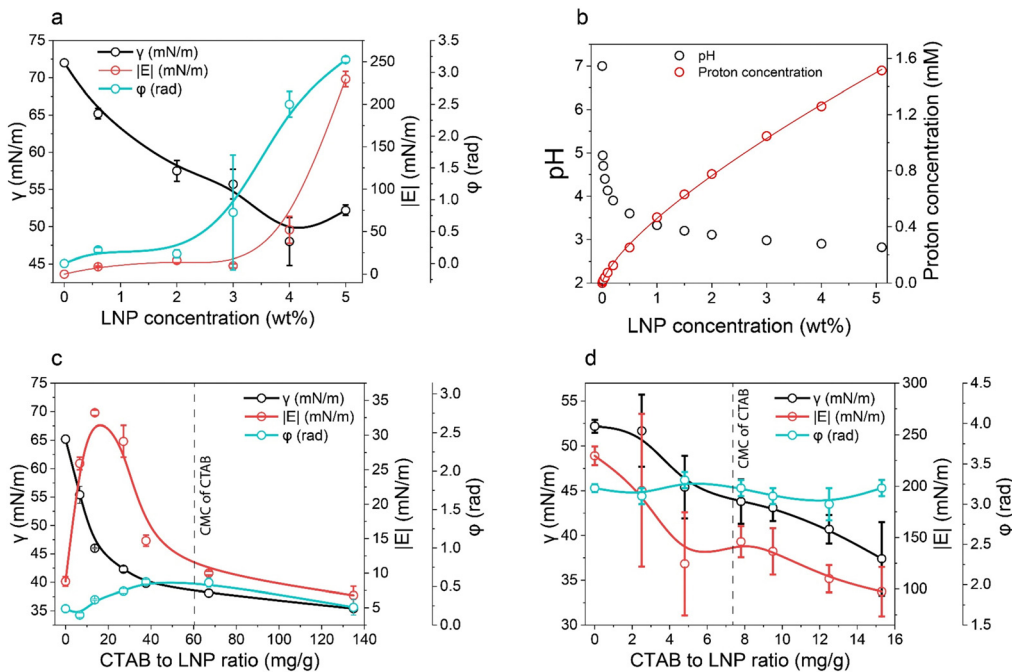 a
γ (mN/m)
|E| (mN/m)
φ (rad)
75
70
65
60
55
50
45
γ (mN/m)
250
200
150
100
50
0
|E| (mN/m)
3.5
3.0
2.5
2.0
1.5
1.0
0.5
0.0
φ (rad)
0 1 2 3 4 5
LNP concentration (wt%)
b
pH
Proton concentration
7
6
5
4
3
2
pH
1.6
1.2
0.8
0.4
0.0
Proton concentration (mM)
0 1 2 3 4 5
LNP concentration (wt%)
c
γ (mN/m)
|E| (mN/m)
φ (rad)
CMC of CTAB
75
70
65
60
55
50
45
40
35
γ (mN/m)
35
30
25
20
15
10
5
|E| (mN/m)
3.0
2.5
2.0
1.5
1.0
0.5
0.0
φ (rad)
0 20 40 60 80 100 120 140
CTAB to LNP ratio (mg/g)
d
γ (mN/m)
|E| (mN/m)
φ (rad)
CMC of CTAB
55
50
45
40
35
30
γ (mN/m)
300
250
200
150
100
|E| (mN/m)
4.5
4.0
3.5
3.0
2.5
2.0
1.5
φ (rad)
0 2 4 6 8 10 12 14 16
CTAB to LNP ratio (mg/g)